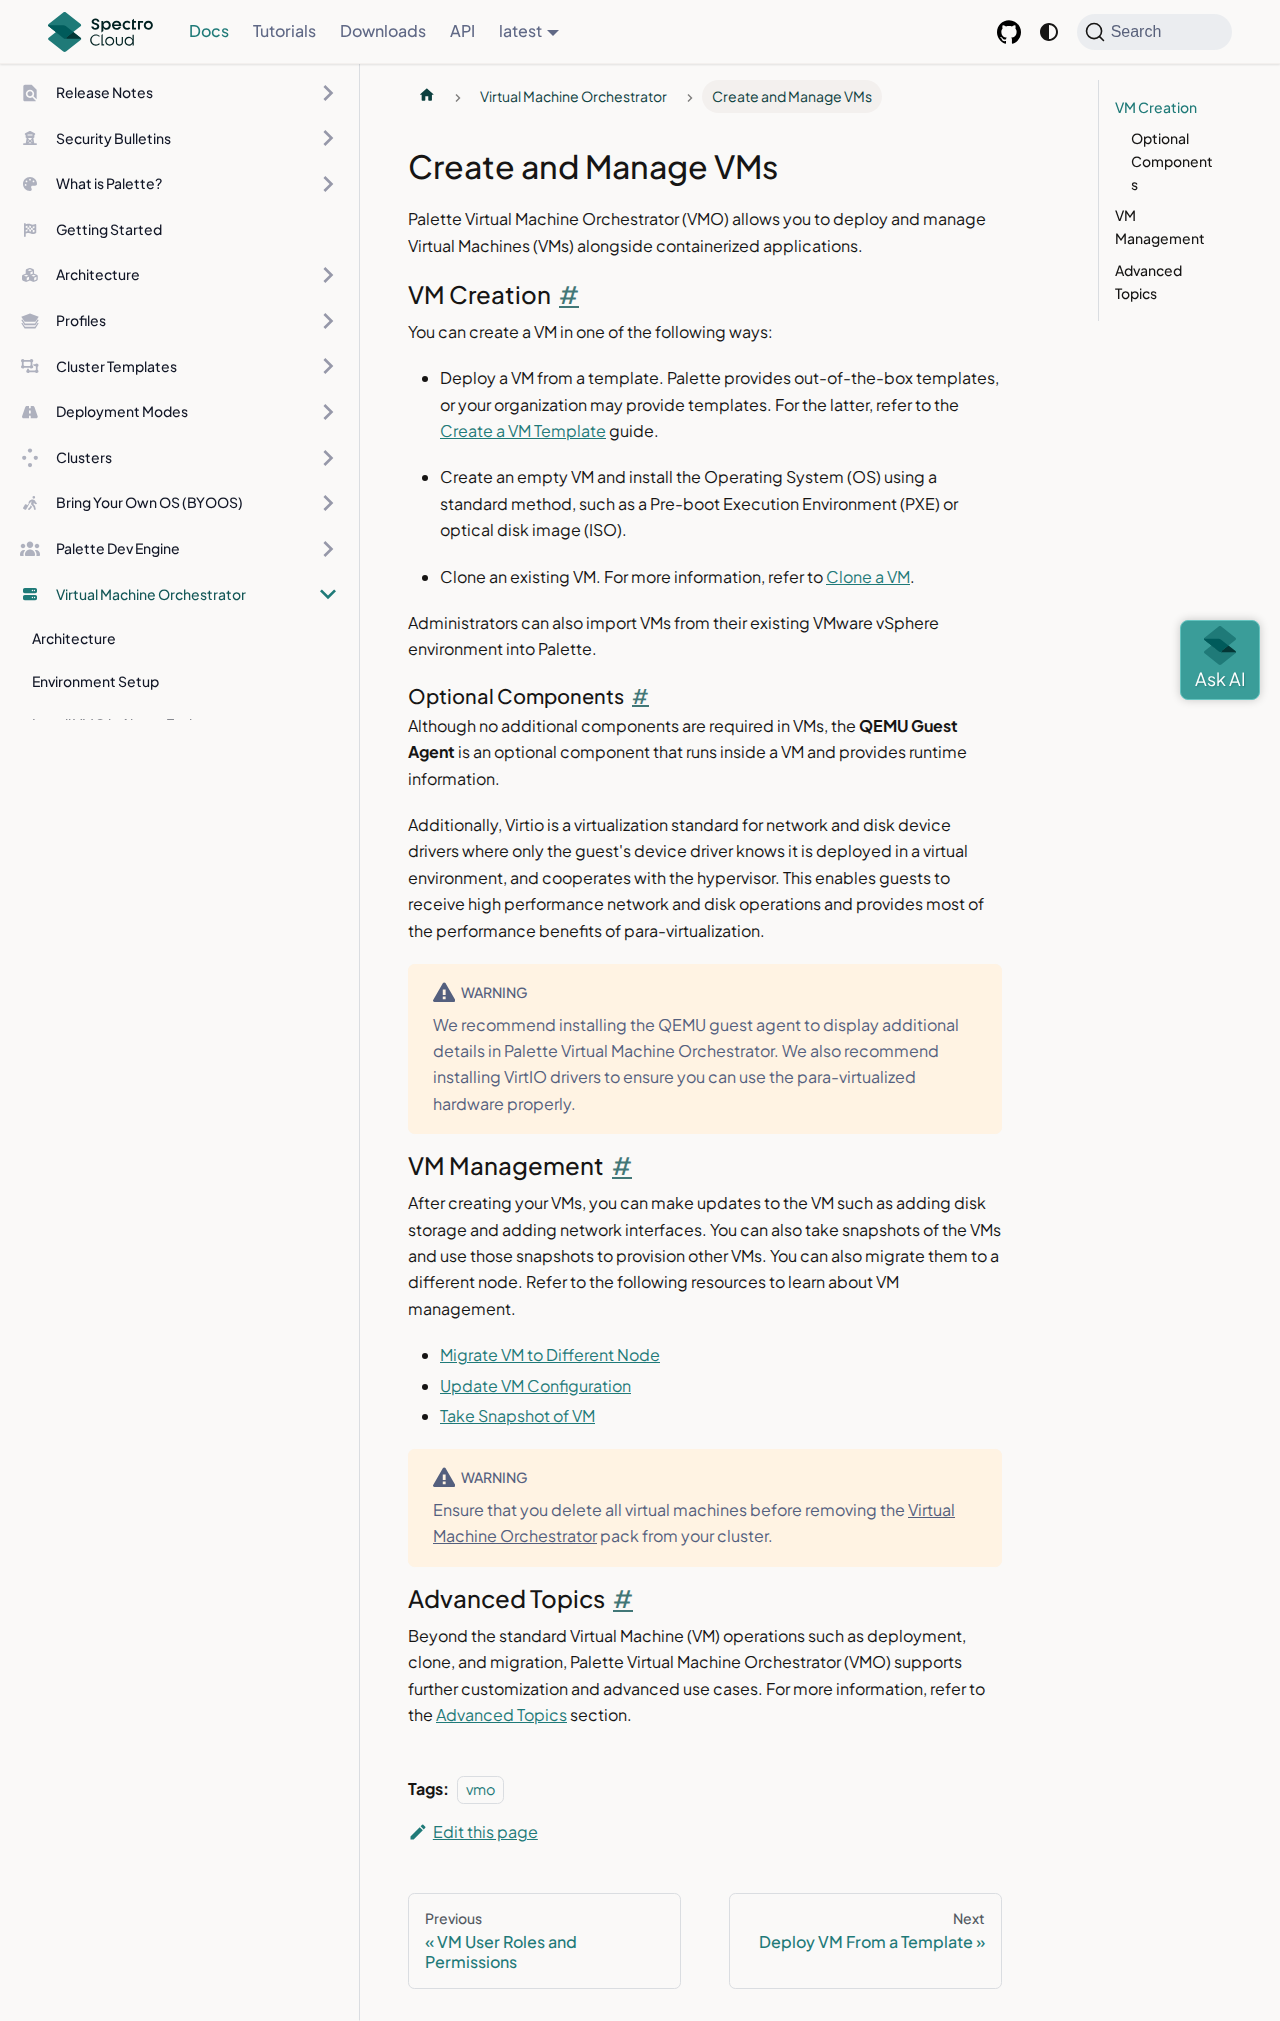 Spectro
Cloud
Docs
Tutorials
Downloads
API
latest
Search
Release Notes
Security Bulletins
What is Palette?
Getting Started
Architecture
Profiles
Cluster Templates
Deployment Modes
Clusters
Bring Your Own OS (BYOOS)
Palette Dev Engine
Virtual Machine Orchestrator
Architecture
Environment Setup
Virtual Machine Orchestrator
Create and Manage VMs
Create and Manage VMs
Palette Virtual Machine Orchestrator (VMO) allows you to deploy and manage
Virtual Machines (VMs) alongside containerized applications.
VM Creation #
You can create a VM in one of the following ways:
Deploy a VM from a template. Palette provides out-of-the-box templates,
or your organization may provide templates. For the latter, refer to the
Create a VM Template guide.
Create an empty VM and install the Operating System (OS) using a
standard method, such as a Pre-boot Execution Environment (PXE) or
optical disk image (ISO).
Clone an existing VM. For more information, refer to Clone a VM.
Administrators can also import VMs from their existing VMware vSphere
environment into Palette.
Optional Components #
Although no additional components are required in VMs, the QEMU Guest
Agent is an optional component that runs inside a VM and provides runtime
information.
Additionally, Virtio is a virtualization standard for network and disk device
drivers where only the guest's device driver knows it is deployed in a virtual
environment, and cooperates with the hypervisor. This enables guests to
receive high performance network and disk operations and provides most of
the performance benefits of para-virtualization.
WARNING
We recommend installing the QEMU guest agent to display additional
details in Palette Virtual Machine Orchestrator. We also recommend
installing VirtIO drivers to ensure you can use the para-virtualized
hardware properly.
VM Management #
After creating your VMs, you can make updates to the VM such as adding disk
storage and adding network interfaces. You can also take snapshots of the VMs
and use those snapshots to provision other VMs. You can also migrate them to a
different node. Refer to the following resources to learn about VM
management.
Migrate VM to Different Node
Update VM Configuration
Take Snapshot of VM
WARNING
Ensure that you delete all virtual machines before removing the Virtual
Machine Orchestrator pack from your cluster.
Advanced Topics #
Beyond the standard Virtual Machine (VM) operations such as deployment,
clone, and migration, Palette Virtual Machine Orchestrator (VMO) supports
further customization and advanced use cases. For more information, refer to
the Advanced Topics section.
Tags: vmo
Edit this page
Previous
« VM User Roles and
Permissions
Next
Deploy VM From a Template »
VM Creation
Optional
Component
s
VM
Management
Advanced
Topics
Ask AI